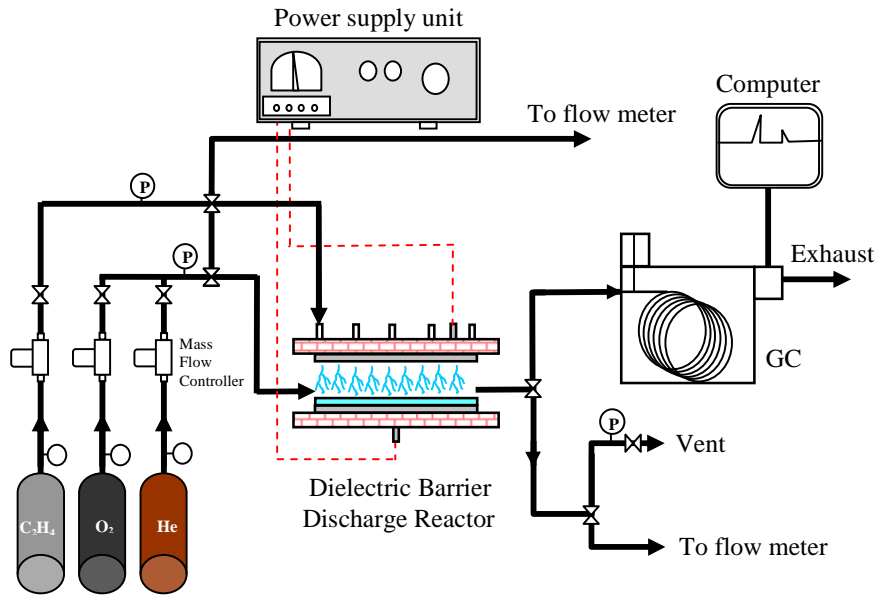 Power supply unit
To flow meter
Computer
P
P
Exhaust
Mass
Flow
Controller
GC
P
Vent
Dielectric Barrier
Discharge Reactor
C₂H₄
O₂
He
To flow meter